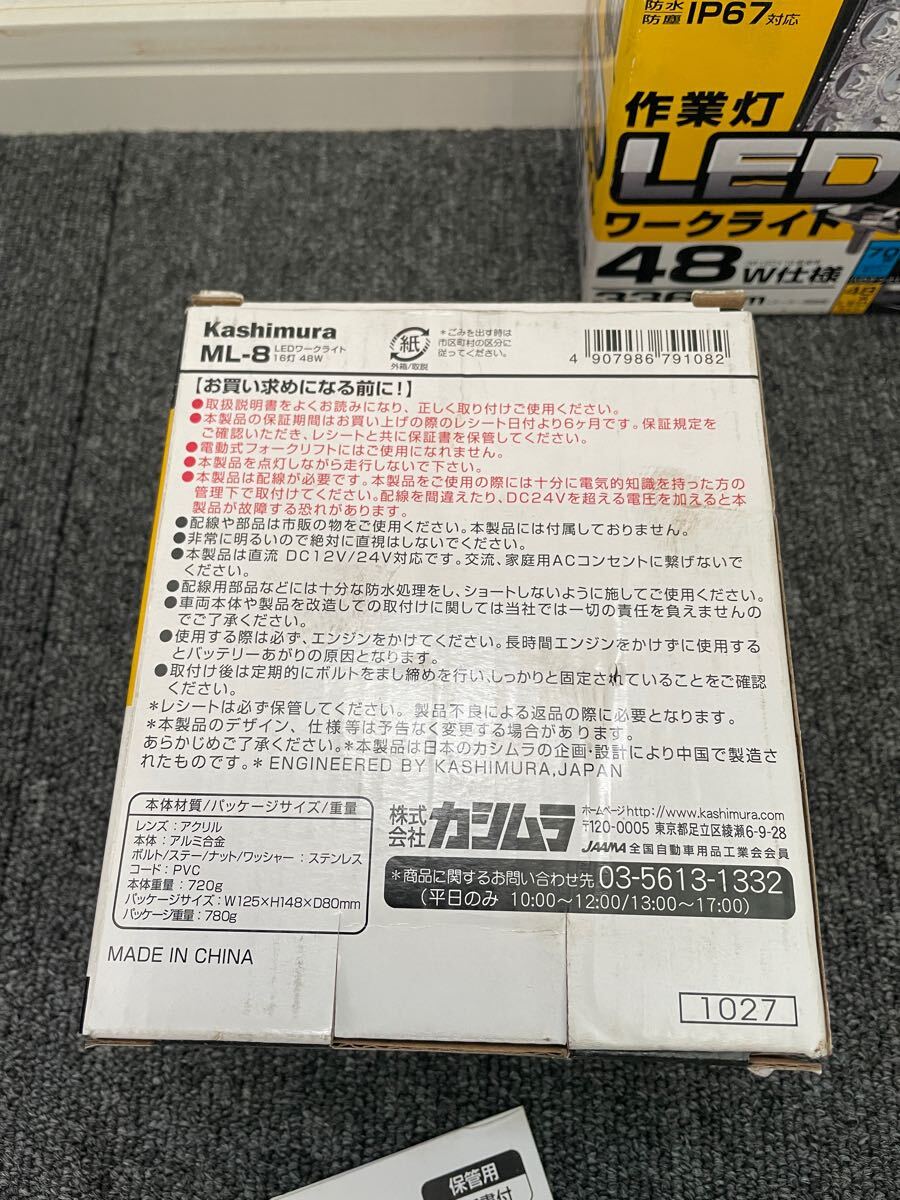 防水
防塵 IP67対応
作業灯
LED
ワークライト
48W仕様
Kashimura
ML-8 LEDワークライト
16灯 48W
紙
外箱/取説
*ごみを出す時は
市区町村の区分に
従ってください。
4 907986 791082
【お買い求めになる前に!】
●取扱説明書をよくお読みになり、正しく取り付けご使用ください。
●本製品の保証期間はお買い上げの際のレシート日付より6ヶ月です。保証規定を
ご確認いただき、レシートと共に保証書を保管してください。
●電動式フォークリフトにはご使用になれません。
●本製品を点灯しながら走行しないで下さい。
●本製品は配線が必要です。本製品をご使用の際には十分に電気的知識を持った方の
管理下で取付けてください。配線を間違えたり、DC24Vを超える電圧を加えると本
製品が故障する恐れがあります。
●配線や部品は市販の物をご使用ください。本製品には付属しておりません。
●非常に明るいので絶対に直視はしないでください。
●本製品は直流 DC12V/24V対応です。交流、家庭用ACコンセントに繋げないで
ください。
●配線用部品などには十分な防水処理をし、ショートしないように施してご使用ください。
●車両本体や製品を改造しての取付けに関しては当社では一切の責任を負えませんの
でご了承ください。
●使用する際は必ず、エンジンをかけてください。長時間エンジンをかけずに使用する
とバッテリーあがりの原因となります。
●取付け後は定期的にボルトをまし締めを行い、しっかりと固定されていることをご確認
ください。
*レシートは必ず保管してください。製品不良による返品の際に必要となります。
*本製品のデザイン、仕様等は予告なく変更する場合があります。
あらかじめご了承ください。*本製品は日本のカシムラの企画・設計により中国で製造さ
れたものです。* ENGINEERED BY KASHIMURA,JAPAN
本体材質/パッケージサイズ/重量
レンズ:アクリル
本体:アルミ合金
ボルト/ステー/ナット/ワッシャー:ステンレス
コード:PVC
本体重量:720g
パッケージサイズ:W125×H148×D80mm
パッケージ重量:780g
MADE IN CHINA
株式会社 カシムラ
ホームページhttp://www.kashimura.com
〒120-0005 東京都足立区綾瀬6-9-28
JAAMA 全国自動車用品工業会会員
*商品に関するお問い合わせ先 03-5613-1332
(平日のみ 10:00〜12:00/13:00〜17:00)
1027
保管用